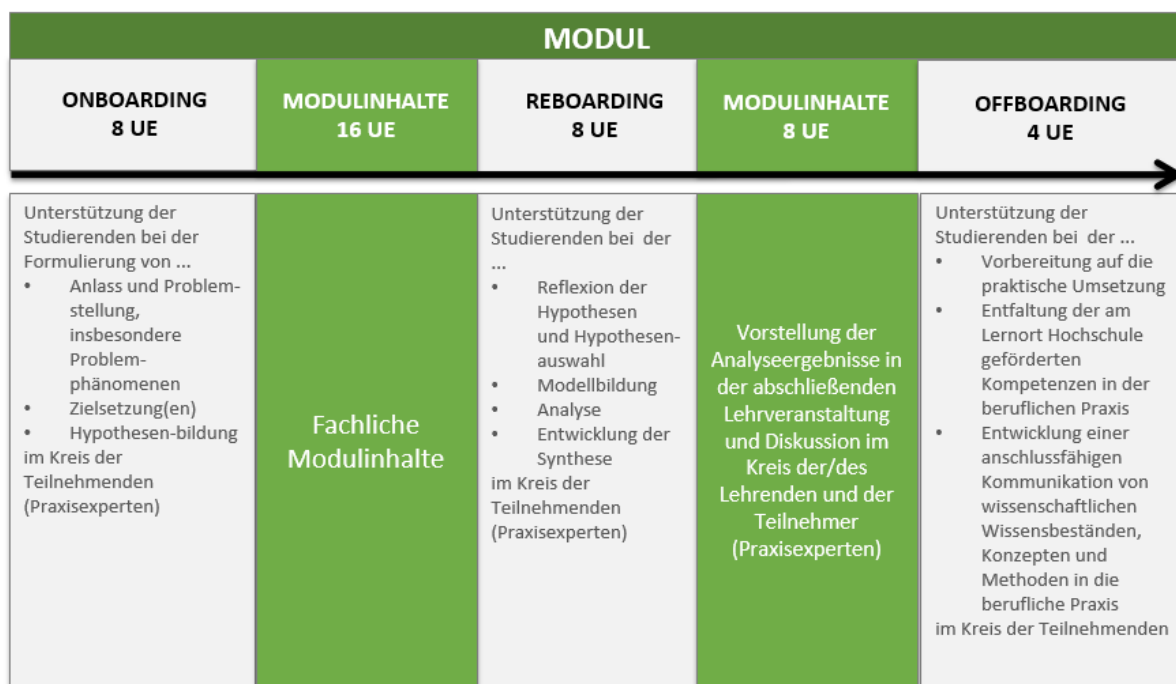 MODUL
ONBOARDING
8 UE
MODULINHALTE
16 UE
REBOARDING
8 UE
MODULINHALTE
8 UE
OFFBOARDING
4 UE
Unterstützung der
Studierenden bei der
Formulierung von ...
• Anlass und Problem-
stellung,
insbesondere
Problem-
phänomenen
• Zielsetzung(en)
• Hypothesen-bildung
im Kreis der
Teilnehmenden
(Praxisexperten)
Fachliche
Modulinhalte
Unterstützung der
Studierenden bei der
...
• Reflexion der
Hypothesen
und Hypothesen-
auswahl
• Modellbildung
• Analyse
• Entwicklung der
Synthese
im Kreis der
Teilnehmenden
(Praxisexperten)
Vorstellung der
Analyseergebnisse in
der abschließenden
Lehrveranstaltung
und Diskussion im
Kreis der/des
Lehrenden und der
Teilnehmer
(Praxisexperten)
Unterstützung der
Studierenden bei der ...
• Vorbereitung auf die
praktische Umsetzung
• Entfaltung der am
Lernort Hochschule
geförderten
Kompetenzen in der
beruflichen Praxis
• Entwicklung einer
anschlussfähigen
Kommunikation von
wissenschaftlichen
Wissensbeständen,
Konzepten und
Methoden in die
berufliche Praxis
im Kreis der Teilnehmenden